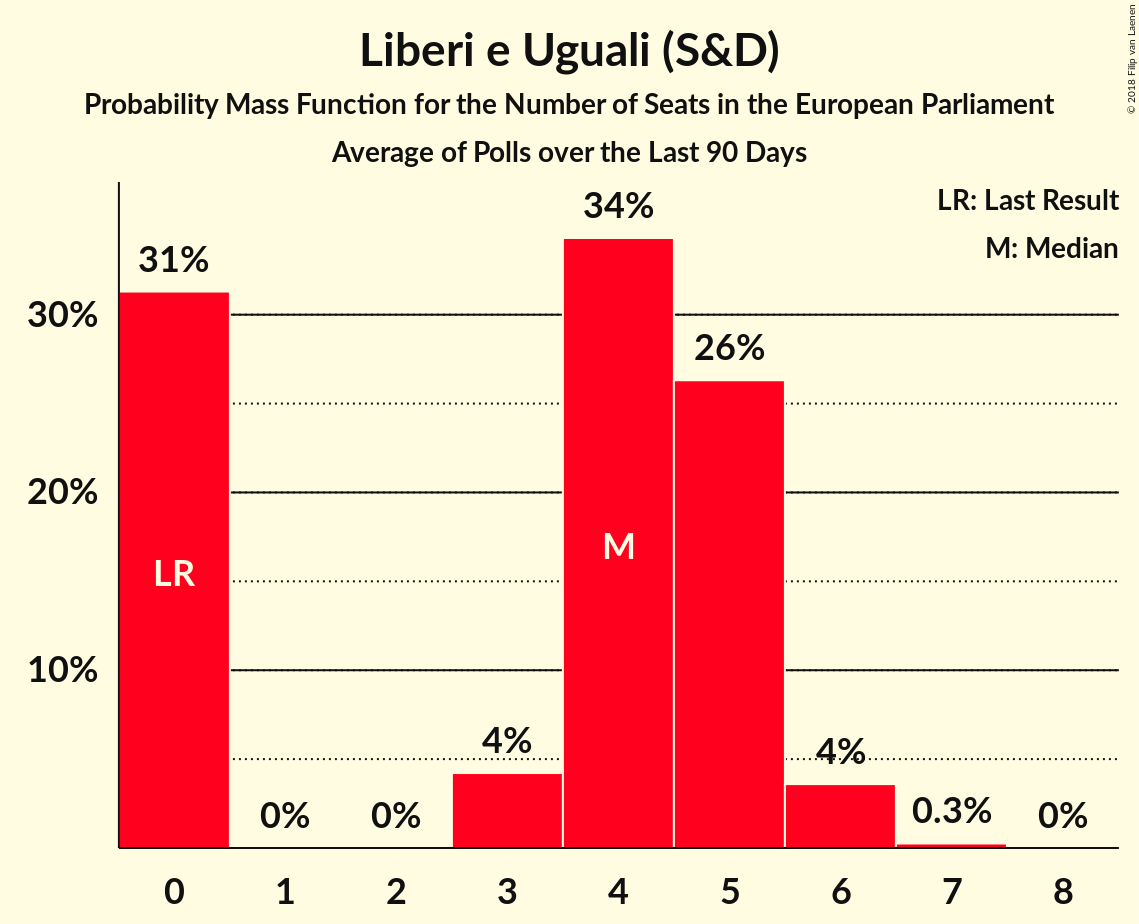 Liberi e Uguali (S&D)
Probability Mass Function for the Number of Seats in the European Parliament
Average of Polls over the Last 90 Days
© 2018 Filip van Laenen
LR: Last Result
M: Median
34%
31%
30%
26%
20%
LR
M
10%
4%
4%
0%
0%
0.3%
0%
0 1 2 3 4 5 6 7 8